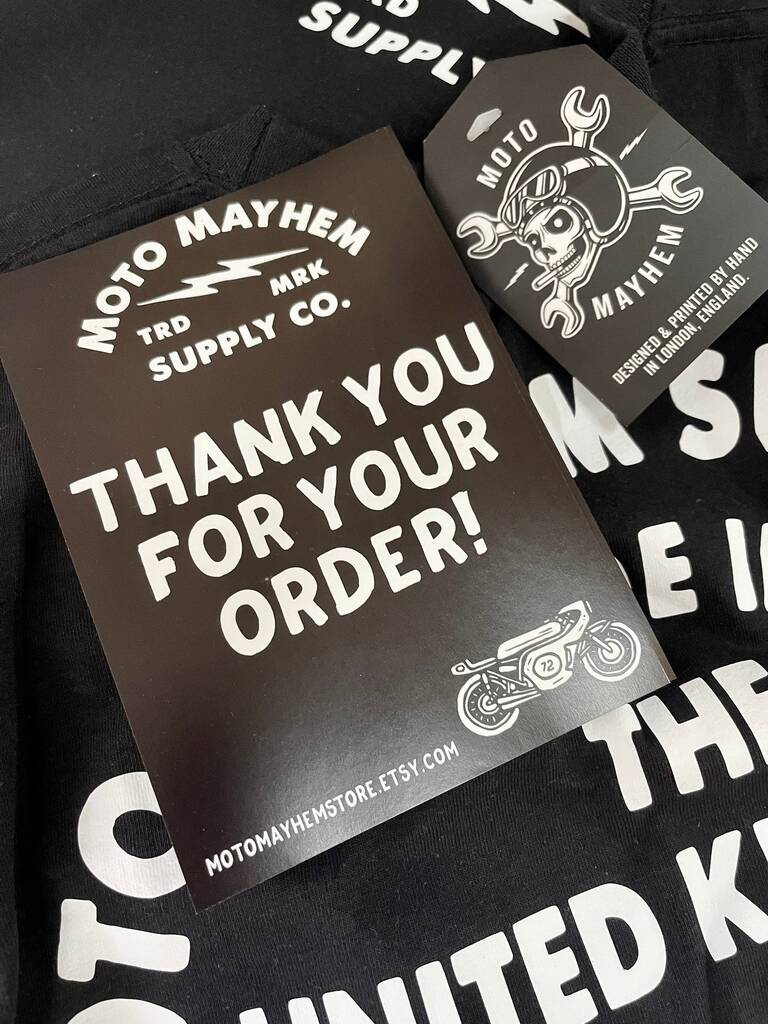 RD
SUPPLY
MOTO MAYHEM
TRD MRK
SUPPLY CO.
THANK YOU
FOR YOUR
ORDER!
72
MOTOMAYHEMSTORE.ETSY.COM
MOTO
MAYHEM
DESIGNED & PRINTED BY HAND
IN LONDON, ENGLAND.
THE
UNITED